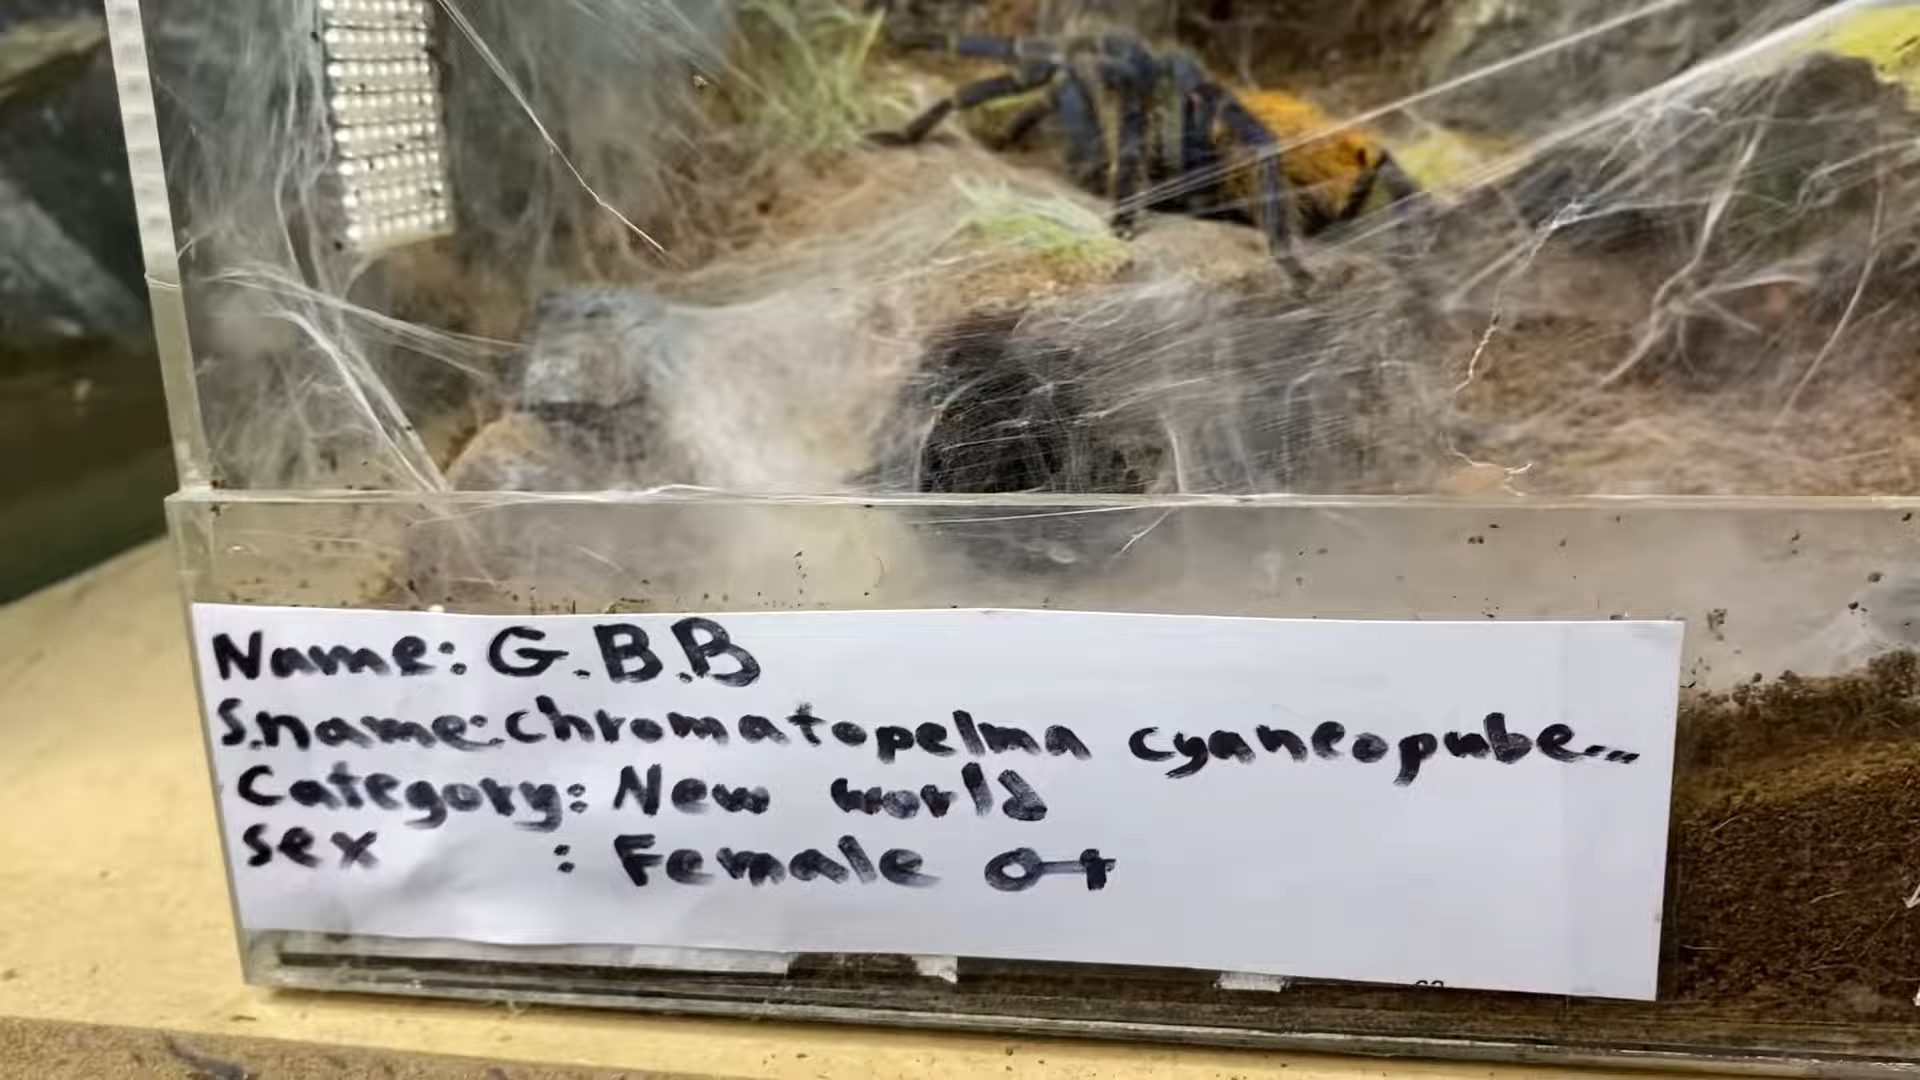 Name: G.B.B
S.name: chromatopelma cyaneopube...
Category: New world
sex : Female